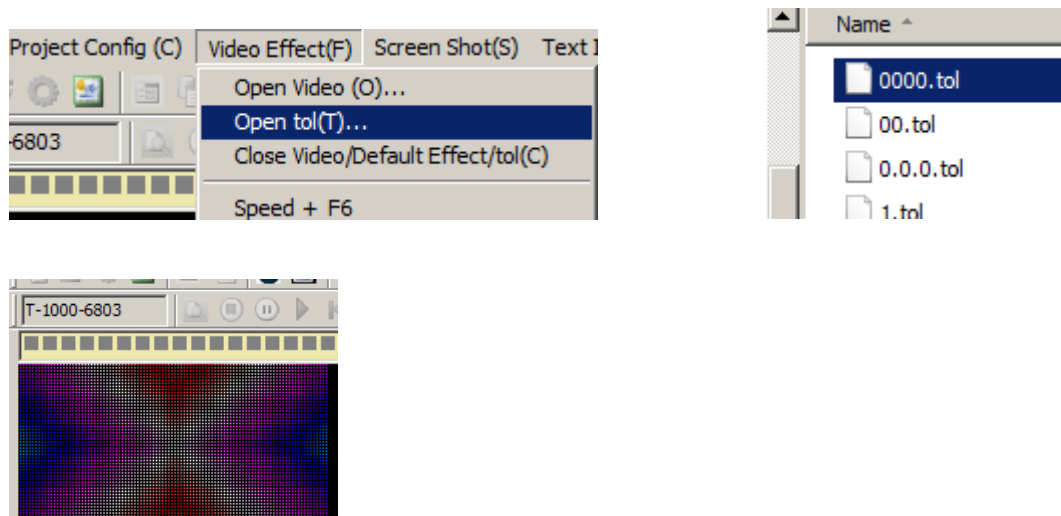 Project Config (C) Video Effect(F) Screen Shot(S) Text
Open Video (O)...
Open tol(T)...
-6803
Close Video/Default Effect/tol(C)
Speed + F6
Name
0000.tol
00.tol
0.0.0.tol
1.tol
T-1000-6803